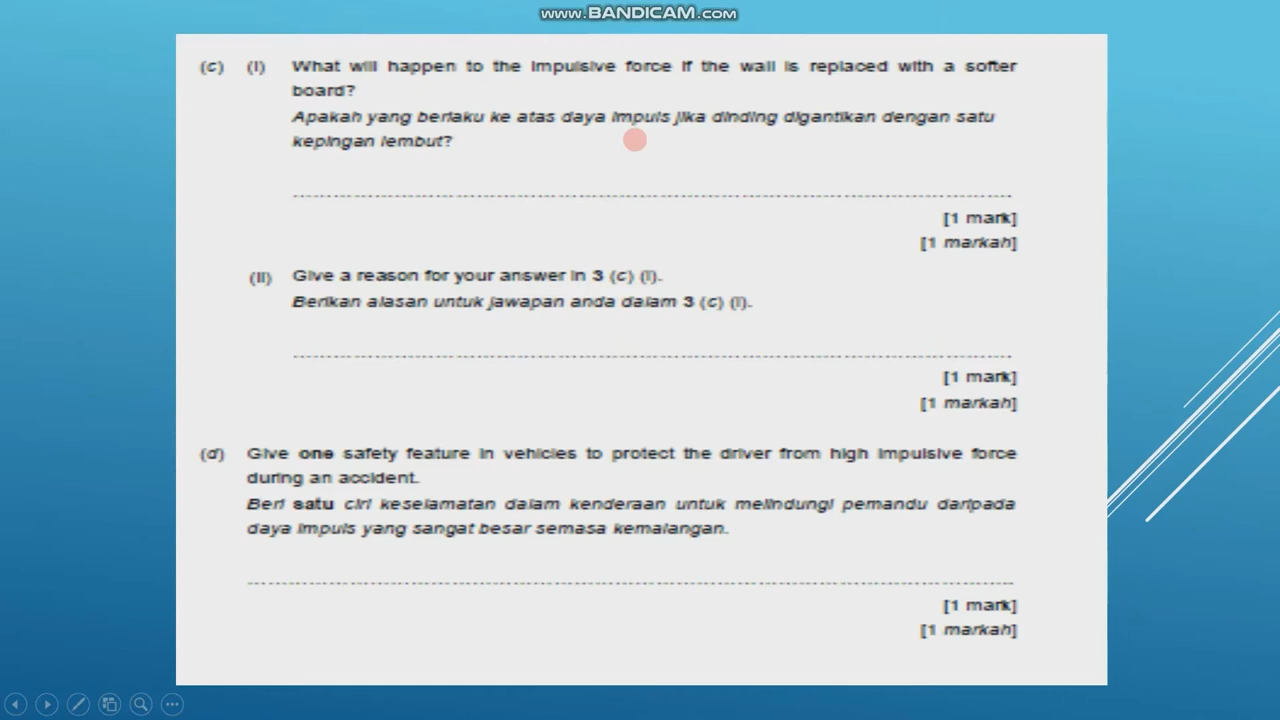 www.BANDICAM.com
(c) (i) What will happen to the impulsive force if the wall is replaced with a softer
board?
Apakah yang berlaku ke atas daya impuls jika dinding digantikan dengan satu
kepingan lembut?
[1 mark]
[1 markah]
(ii) Give a reason for your answer in 3 (c) (i).
Berikan alasan untuk jawapan anda dalam 3 (c) (i).
[1 mark]
[1 markah]
(d) Give one safety feature in vehicles to protect the driver from high impulsive force
during an accident.
Beri satu ciri keselamatan dalam kenderaan untuk melindungi pemandu daripada
daya impuls yang sangat besar semasa kemalangan.
[1 mark]
[1 markah]